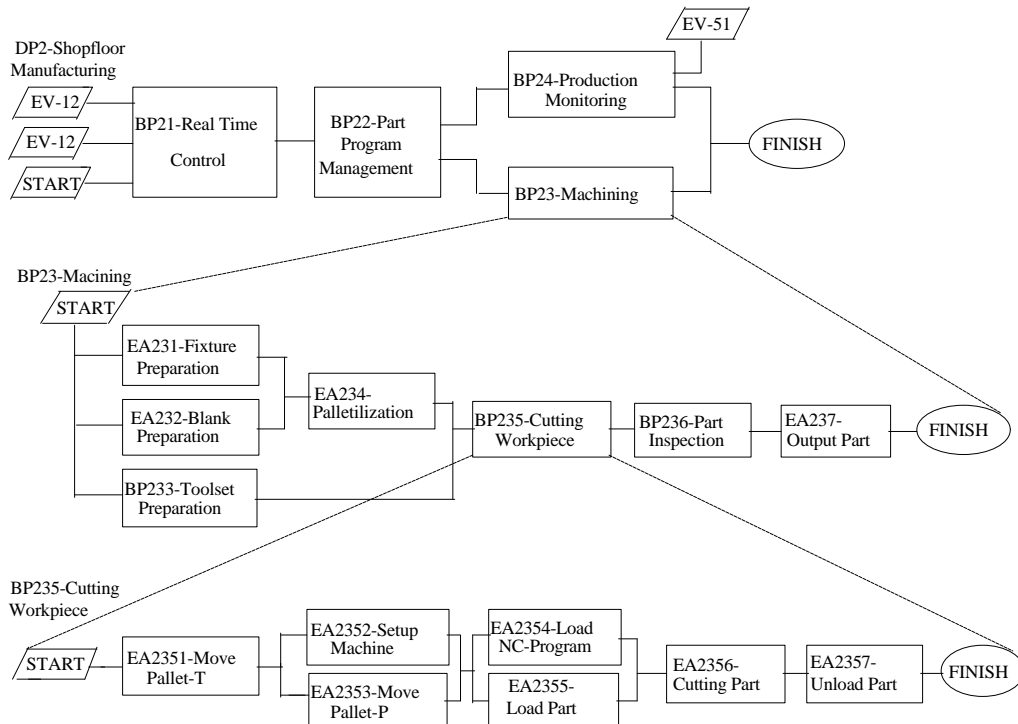 EV-51
DP2-Shopfloor
Manufacturing
EV-12
EV-12
START
BP21-Real Time
Control
BP22-Part
Program
Management
BP24-Production
Monitoring
BP23-Machining
FINISH
BP23-Macining
START
EA231-Fixture
Preparation
EA232-Blank
Preparation
BP233-Toolset
Preparation
EA234-
Palletilization
BP235-Cutting
Workpiece
BP236-Part
Inspection
EA237-
Output Part
FINISH
BP235-Cutting
Workpiece
START
EA2351-Move
Pallet-T
EA2352-Setup
Machine
EA2353-Move
Pallet-P
EA2354-Load
NC-Program
EA2355-
Load Part
EA2356-
Cutting Part
EA2357-
Unload Part
FINISH